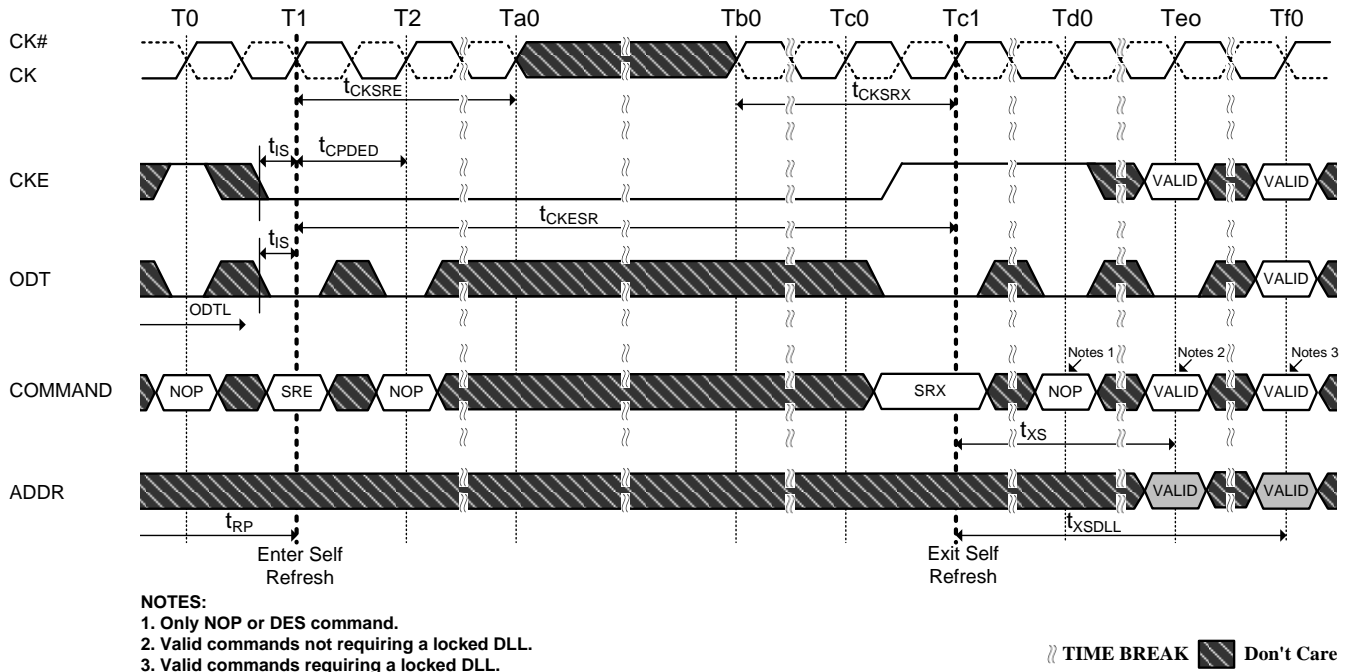 T0 T1 T2 Ta0 Tb0 Tc0 Tc1 Td0 Teo Tf0
CK#
CK
tCKSRE tCKSRX
tIS tCPDED
CKE VALID VALID
tCKESR
tIS
ODT VALID
ODTL
Notes 1 Notes 2 Notes 3
COMMAND NOP SRE NOP SRX NOP VALID VALID
tXS
ADDR VALID VALID
tRP tXSDLL
Enter Self Exit Self
Refresh Refresh
NOTES:
1. Only NOP or DES command.
2. Valid commands not requiring a locked DLL.
3. Valid commands requiring a locked DLL.
TIME BREAK Don't Care